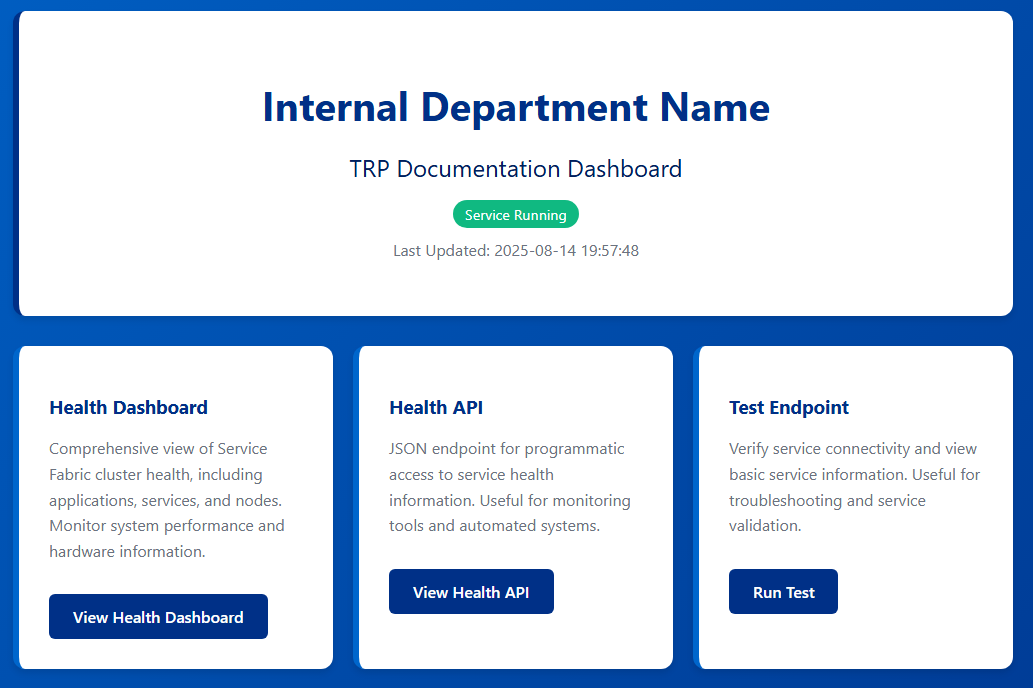 Internal Department Name
TRP Documentation Dashboard
Service Running
Last Updated: 2025-08-14 19:57:48
Health Dashboard
Comprehensive view of Service
Fabric cluster health, including
applications, services, and nodes.
Monitor system performance and
hardware information.
View Health Dashboard
Health API
JSON endpoint for programmatic
access to service health
information. Useful for monitoring
tools and automated systems.
View Health API
Test Endpoint
Verify service connectivity and view
basic service information. Useful for
troubleshooting and service
validation.
Run Test